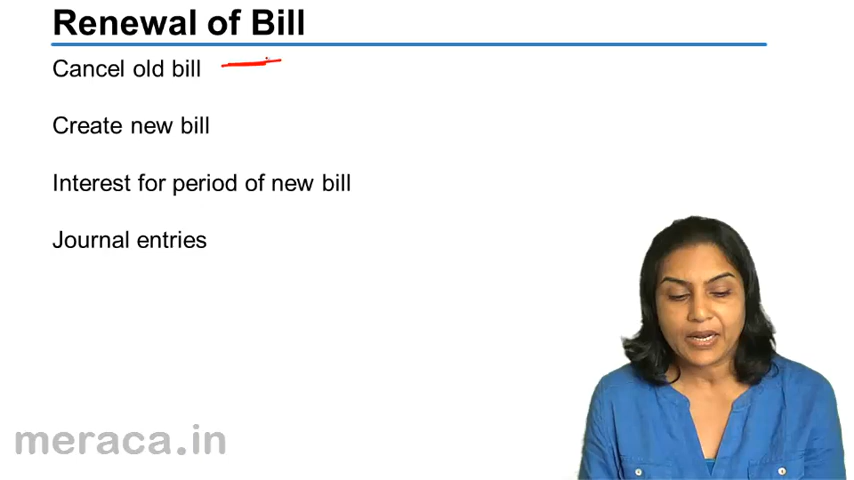 Renewal of Bill
Cancel old bill
Create new bill
Interest for period of new bill
Journal entries
meraca.in